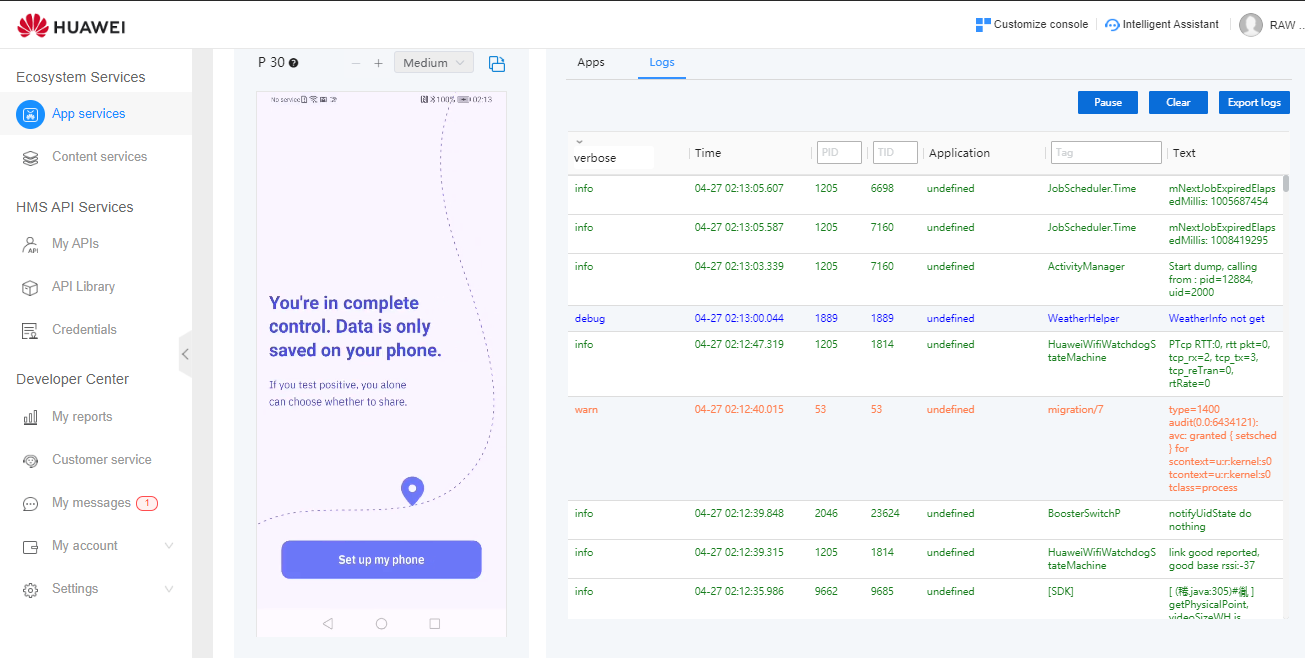 HUAWEI
Customize console
Intelligent Assistant
RAW ...
Ecosystem Services
App services
Content services
HMS API Services
My APIs
API Library
Credentials
Developer Center
My reports
Customer service
My messages 1
My account
Settings
P 30 ?
− + Medium
No service 100% 02:13
You're in complete
control. Data is only
saved on your phone.
If you test positive, you alone
can choose whether to share.
Set up my phone
Apps Logs
Pause Clear Export logs
verbose Time PID TID Application Tag Text
info 04-27 02:13:05.607 1205 6698 undefined JobScheduler.Time mNextJobExpiredElaps
edMillis: 1005687454
info 04-27 02:13:05.587 1205 7160 undefined JobScheduler.Time mNextJobExpiredElaps
edMillis: 1008419295
info 04-27 02:13:03.339 1205 7160 undefined ActivityManager Start dump, calling
from : pid=12884,
uid=2000
debug 04-27 02:13:00.044 1889 1889 undefined WeatherHelper WeatherInfo not get
info 04-27 02:12:47.319 1205 1814 undefined HuaweiWifiWatchdogS PTcp RTT:0, rtt pkt=0,
tateMachine tcp_rx=2, tcp_tx=3,
tcp_reTran=0,
rtRate=0
warn 04-27 02:12:40.015 53 53 undefined migration/7 type=1400
audit(0.0:6434121):
avc: granted { setsched
} for
scontext=u:r:kernel:s0
tcontext=u:r:kernel:s0
tclass=process
info 04-27 02:12:39.848 2046 23624 undefined BoosterSwitchP notifyUidState do
nothing
info 04-27 02:12:39.315 1205 1814 undefined HuaweiWifiWatchdogS link good reported,
tateMachine good base rssi:-37
info 04-27 02:12:35.986 9662 9685 undefined [SDK] [ .java:305)# ]
getPhysicalPoint,
videoSizeWH is